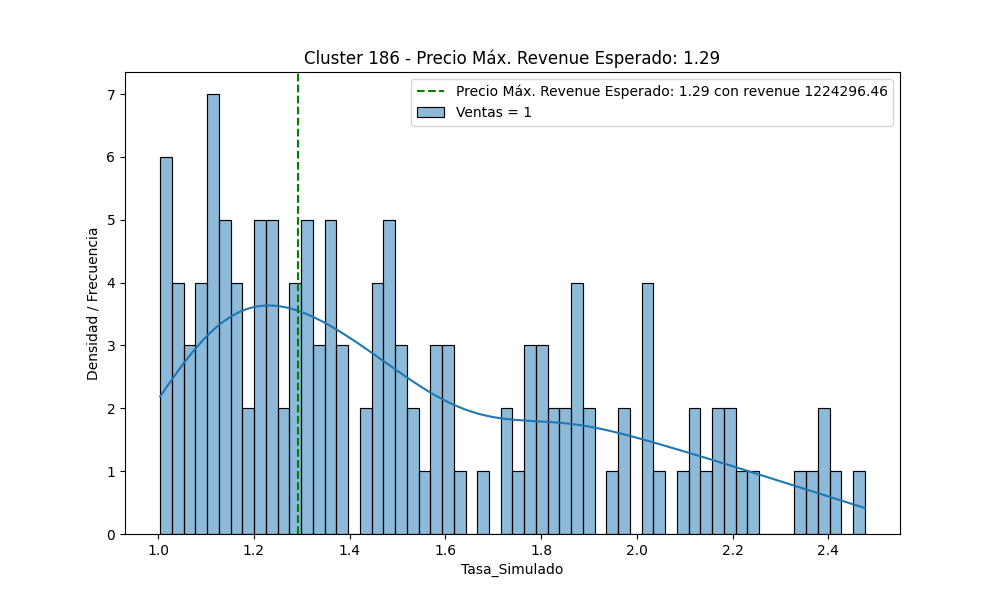 Cluster 186 - Precio Máx. Revenue Esperado: 1.29
Precio Máx. Revenue Esperado: 1.29 con revenue 1224296.46
Ventas = 1
Densidad / Frecuencia
7
6
5
4
3
2
1
0
1.0 1.2 1.4 1.6 1.8 2.0 2.2 2.4
Tasa_Simulado